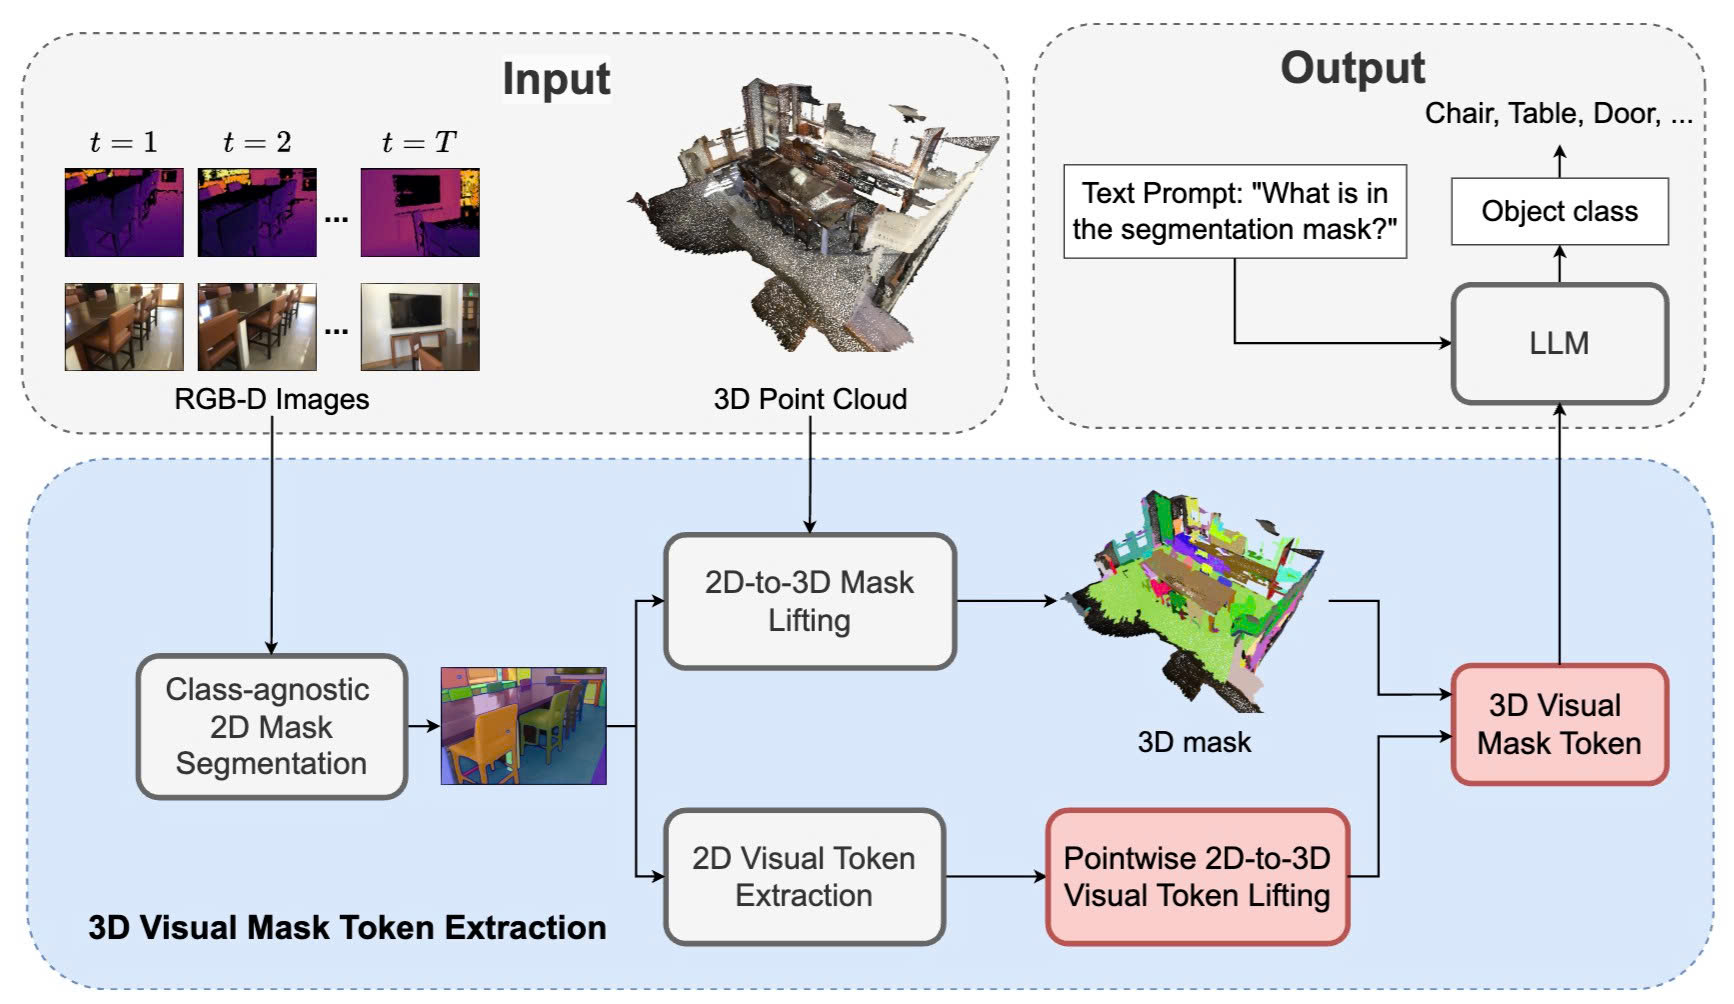 Input
t = 1
t = 2
t = T
...
...
RGB-D Images
3D Point Cloud
Output
Chair, Table, Door, ...
Text Prompt: "What is in
the segmentation mask?"
Object class
LLM
2D-to-3D Mask
Lifting
Class-agnostic
2D Mask
Segmentation
3D mask
3D Visual
Mask Token
2D Visual Token
Extraction
Pointwise 2D-to-3D
Visual Token Lifting
3D Visual Mask Token Extraction